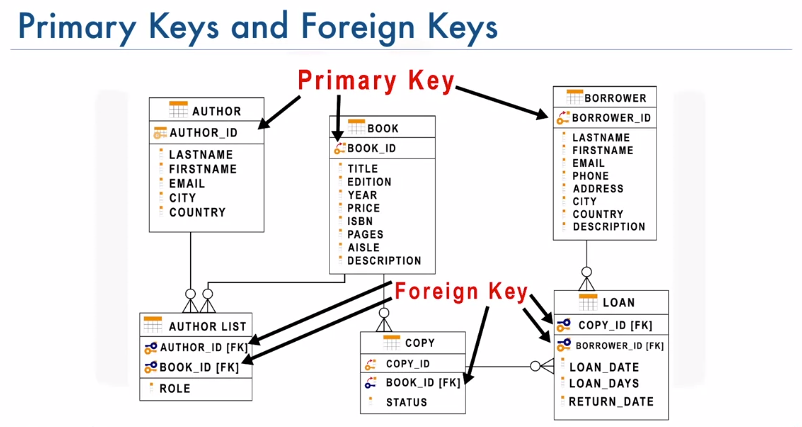 Primary Keys and Foreign Keys
Primary Key
AUTHOR
AUTHOR_ID
LASTNAME
FIRSTNAME
EMAIL
CITY
COUNTRY
BOOK
BOOK_ID
TITLE
EDITION
YEAR
PRICE
ISBN
PAGES
AISLE
DESCRIPTION
BORROWER
BORROWER_ID
LASTNAME
FIRSTNAME
EMAIL
PHONE
ADDRESS
CITY
COUNTRY
DESCRIPTION
Foreign Key
AUTHOR LIST
AUTHOR_ID [FK]
BOOK_ID [FK]
ROLE
COPY
COPY_ID
BOOK_ID [FK]
STATUS
LOAN
COPY_ID [FK]
BORROWER_ID [FK]
LOAN_DATE
LOAN_DAYS
RETURN_DATE